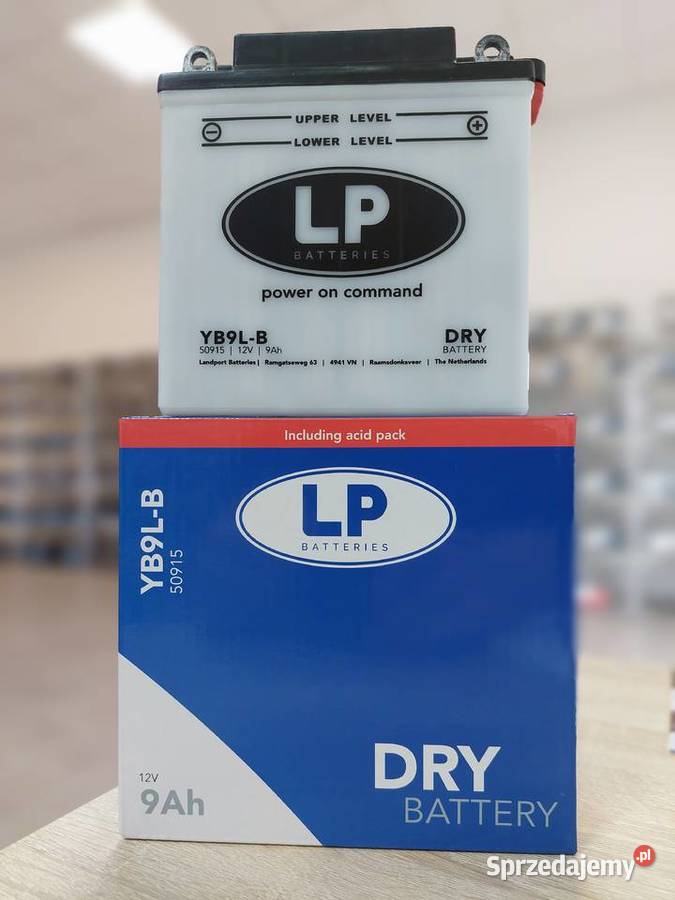 UPPER LEVEL
LOWER LEVEL
LP
BATTERIES
power on command
YB9L-B
50915 | 12V | 9Ah
DRY
BATTERY
Landport Batteries | Ramgatseweg 63 | 4941 VN | Raamsdonksveer | The Netherlands
Including acid pack
LP
BATTERIES
YB9L-B
50915
12V
9Ah
DRY
BATTERY
Sprzedajemy.pl